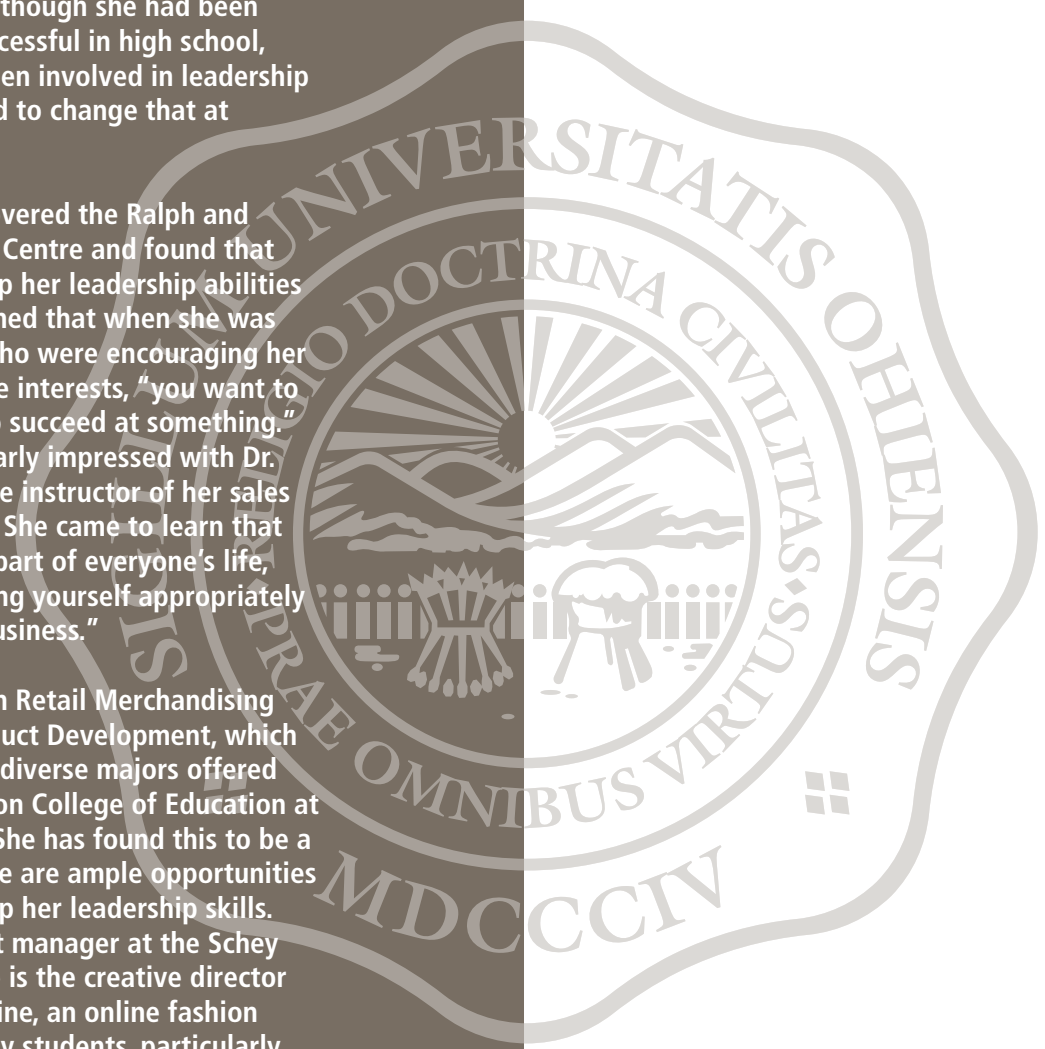 though she had been
cessful in high school,
en involved in leadership
d to change that at
vered the Ralph and
Centre and found that
p her leadership abilities
ned that when she was
ho were encouraging her
e interests, “you want to
o succeed at something.”
arly impressed with Dr.
e instructor of her sales
She came to learn that
part of everyone’s life,
ng yourself appropriately
usiness.”
n Retail Merchandising
uct Development, which
diverse majors offered
on College of Education at
She has found this to be a
e are ample opportunities
p her leadership skills.
t manager at the Schey
is the creative director
ine, an online fashion
y students, particularly
SIGILLUM UNIVERSITATIS OHIENSIS
RELIGIO DOCTRINA CIVILITAS
PRAE OMNIBUS VIRTUS
MDCCCIV